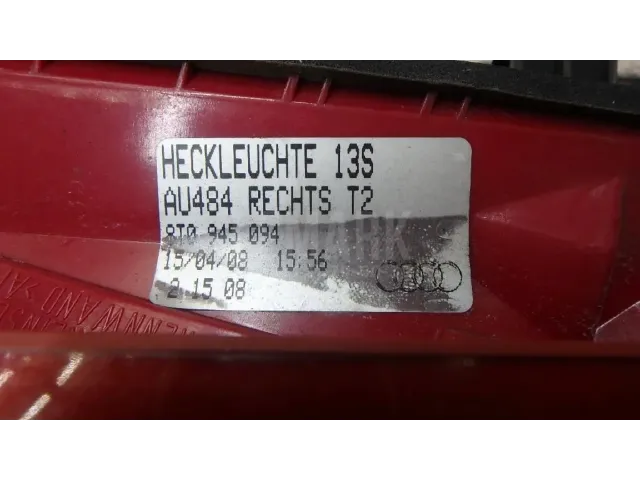 HECKLEUCHTE 13S
AU484 RECHTS T2
8T0 945 094
15/04/08 15:56
2 15 08